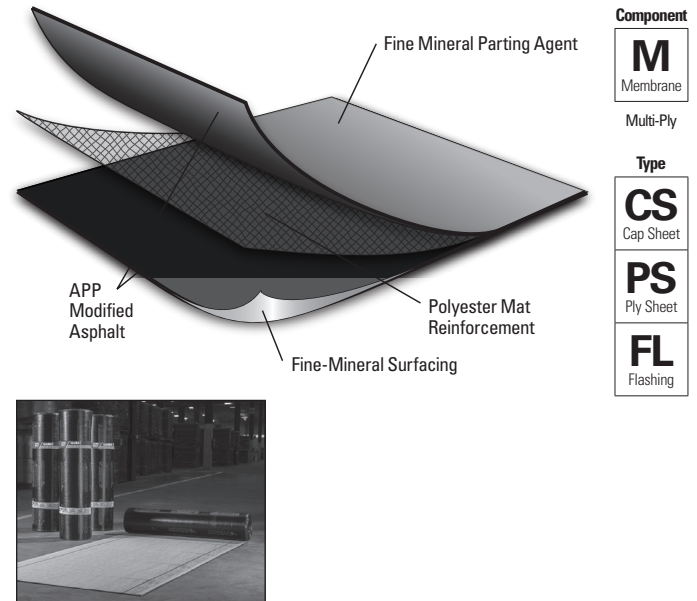 Fine Mineral Parting Agent
APP
Modified
Asphalt
Polyester Mat
Reinforcement
Fine-Mineral Surfacing
Component
M
Membrane
Multi-Ply
Type
CS
Cap Sheet
PS
Ply Sheet
FL
Flashing